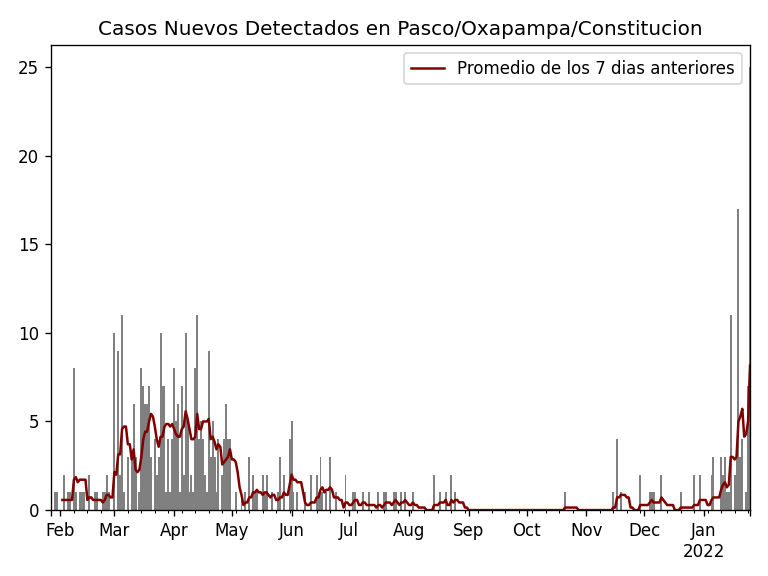 Casos Nuevos Detectados en Pasco/Oxapampa/Constitucion
Promedio de los 7 dias anteriores
25
20
15
10
5
0
Feb Mar Apr May Jun Jul Aug Sep Oct Nov Dec Jan
2022